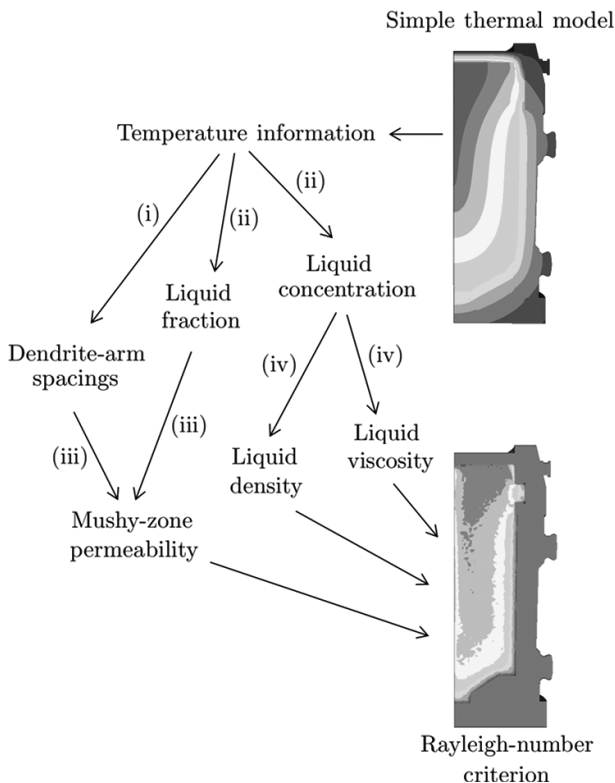 Simple thermal model
Temperature information
(i)
(ii)
(ii)
Liquid
concentration
Liquid
fraction
Dendrite-arm
spacings
(iv)
(iv)
(iii)
(iii)
Liquid
viscosity
Liquid
density
Mushy-zone
permeability
Rayleigh-number
criterion